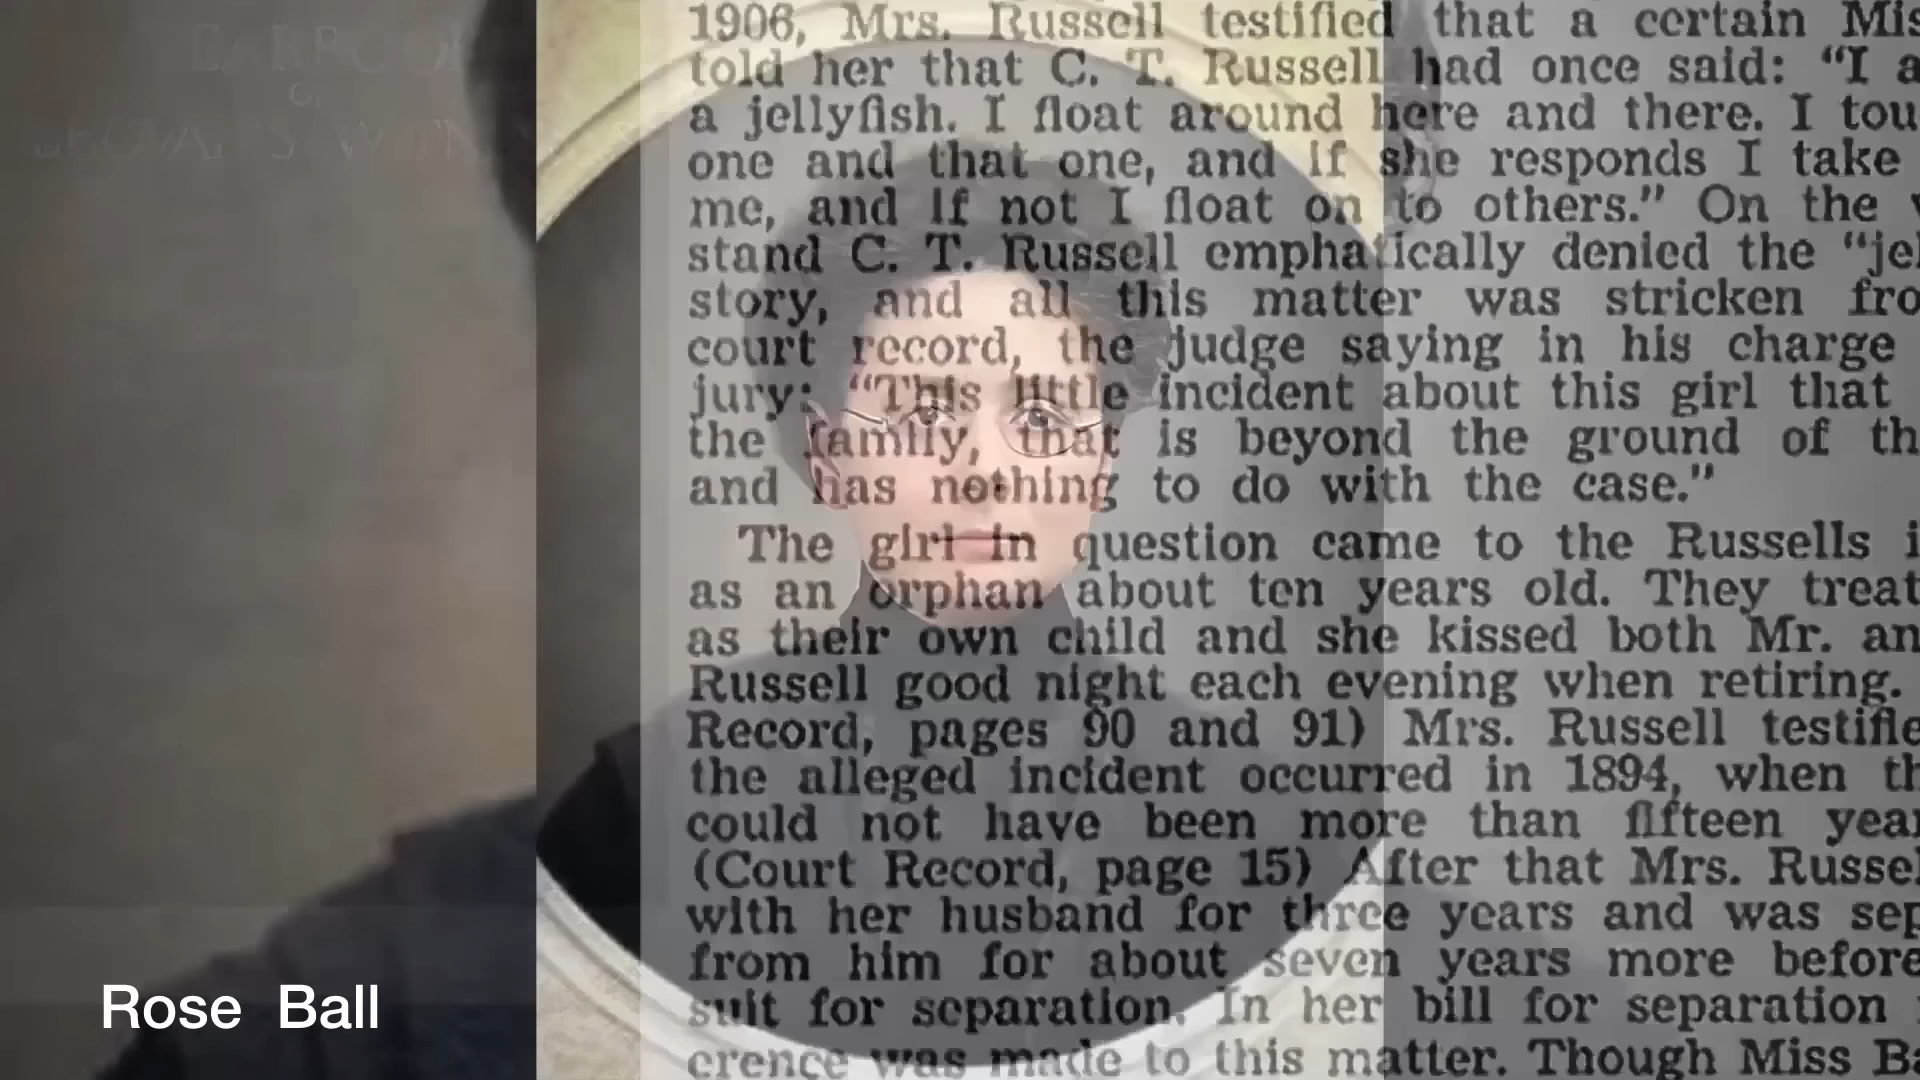 1906, Mrs. Russell testified that a certain Mis
told her that C. T. Russell had once said: “I a
a jellyfish. I float around here and there. I tou
one and that one, and if she responds I take
me, and if not I float on to others.” On the
stand C. T. Russell emphatically denied the “jel
story, and all this matter was stricken fro
court record, the judge saying in his charge
jury: “This little incident about this girl that
the family, that is beyond the ground of th
and has nothing to do with the case.”
The girl in question came to the Russells i
as an orphan about ten years old. They treat
as their own child and she kissed both Mr. an
Russell good night each evening when retiring.
Record, pages 90 and 91) Mrs. Russell testifie
the alleged incident occurred in 1894, when th
could not have been more than fifteen year
(Court Record, page 15) After that Mrs. Russel
with her husband for three years and was sep
from him for about seven years more before
suit for separation. In her bill for separation
erence was made to this matter. Though Miss Ba
Rose Ball